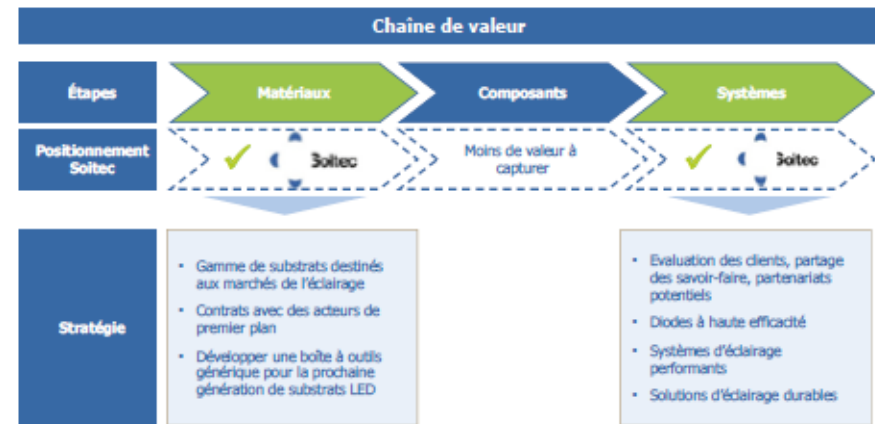 Chaîne de valeur
Étapes
Matériaux
Composants
Systèmes
Positionnement
Soitec
Soitec
Moins de valeur à
capturer
Soitec
Stratégie
• Gamme de substrats destinés
aux marchés de l'éclairage
• Contrats avec des acteurs de
premier plan
• Développer une boîte à outils
générique pour la prochaine
génération de substrats LED
• Evaluation des clients, partage
des savoir-faire, partenariats
potentiels
• Diodes à haute efficacité
• Systèmes d'éclairage
performants
• Solutions d'éclairage durables